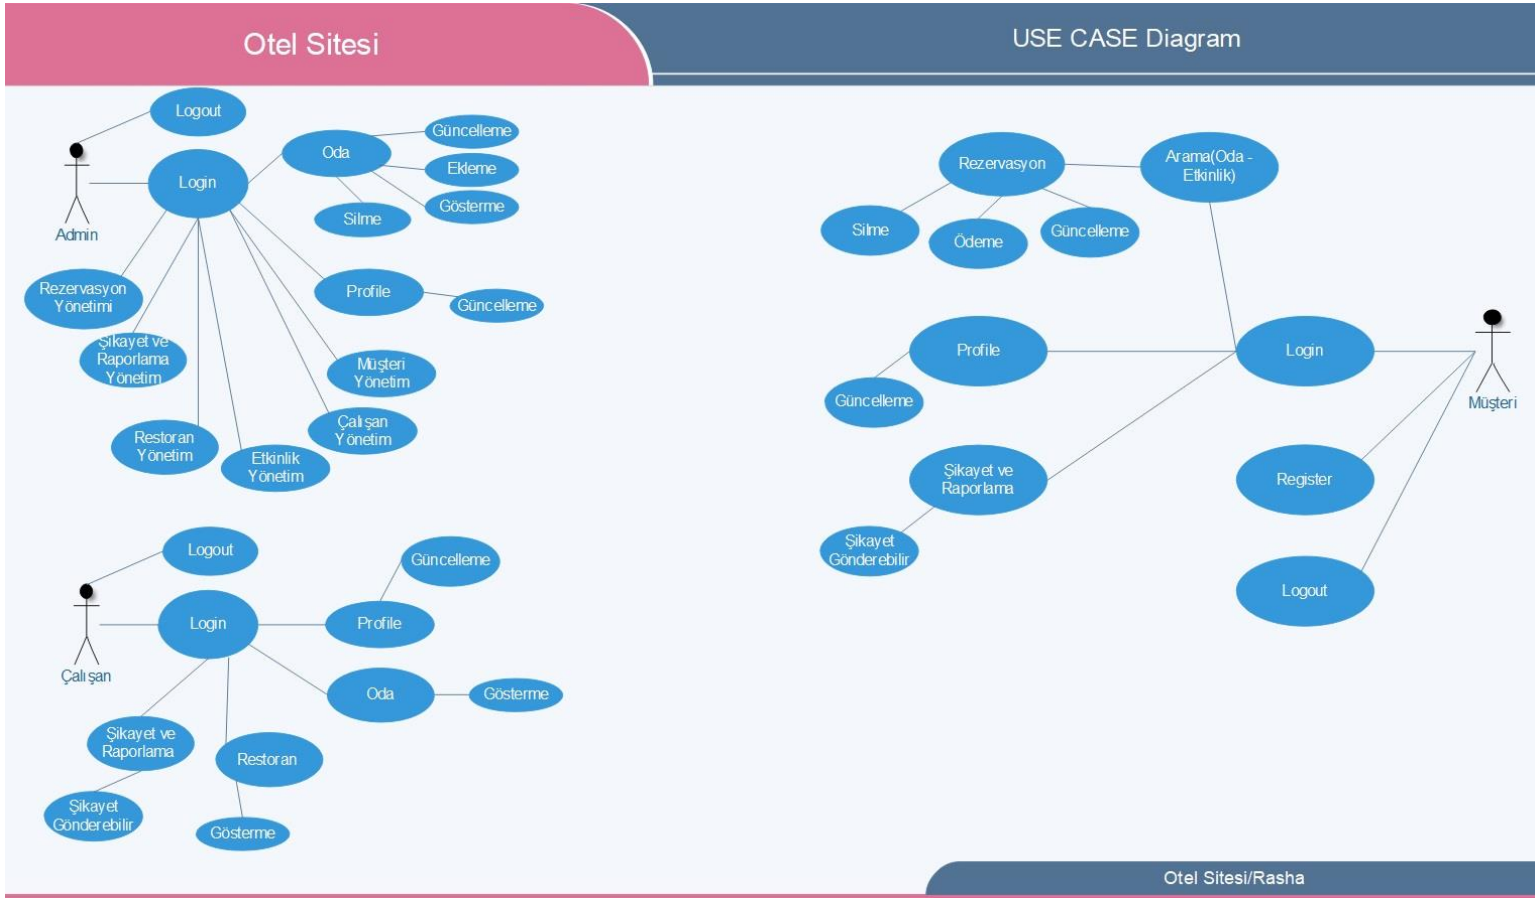 Otel Sitesi
USE CASE Diagram
Logout
Admin
Login
Oda
Güncelleme
Ekleme
Gösterme
Silme
Profile
Güncelleme
Rezervasyon
Yönetimi
Şikayet ve
Raporlama
Yönetim
Müşteri
Yönetim
Çalışan
Yönetim
Restoran
Yönetim
Etkinlik
Yönetim
Logout
Çalışan
Login
Güncelleme
Profile
Oda
Gösterme
Şikayet ve
Raporlama
Şikayet
Gönderebilir
Restoran
Gösterme
Rezervasyon
Arama(Oda -
Etkinlik)
Silme
Ödeme
Güncelleme
Profile
Güncelleme
Login
Müşteri
Şikayet ve
Raporlama
Şikayet
Gönderebilir
Register
Logout
Otel Sitesi/Rasha